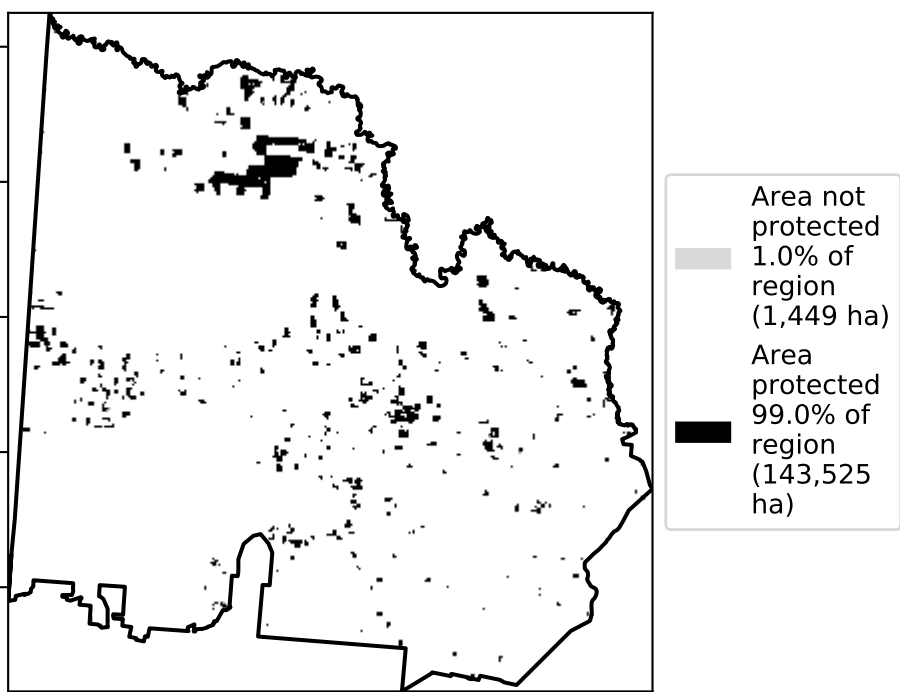 Area not
protected
1.0% of
region
(1,449 ha)
Area
protected
99.0% of
region
(143,525
ha)